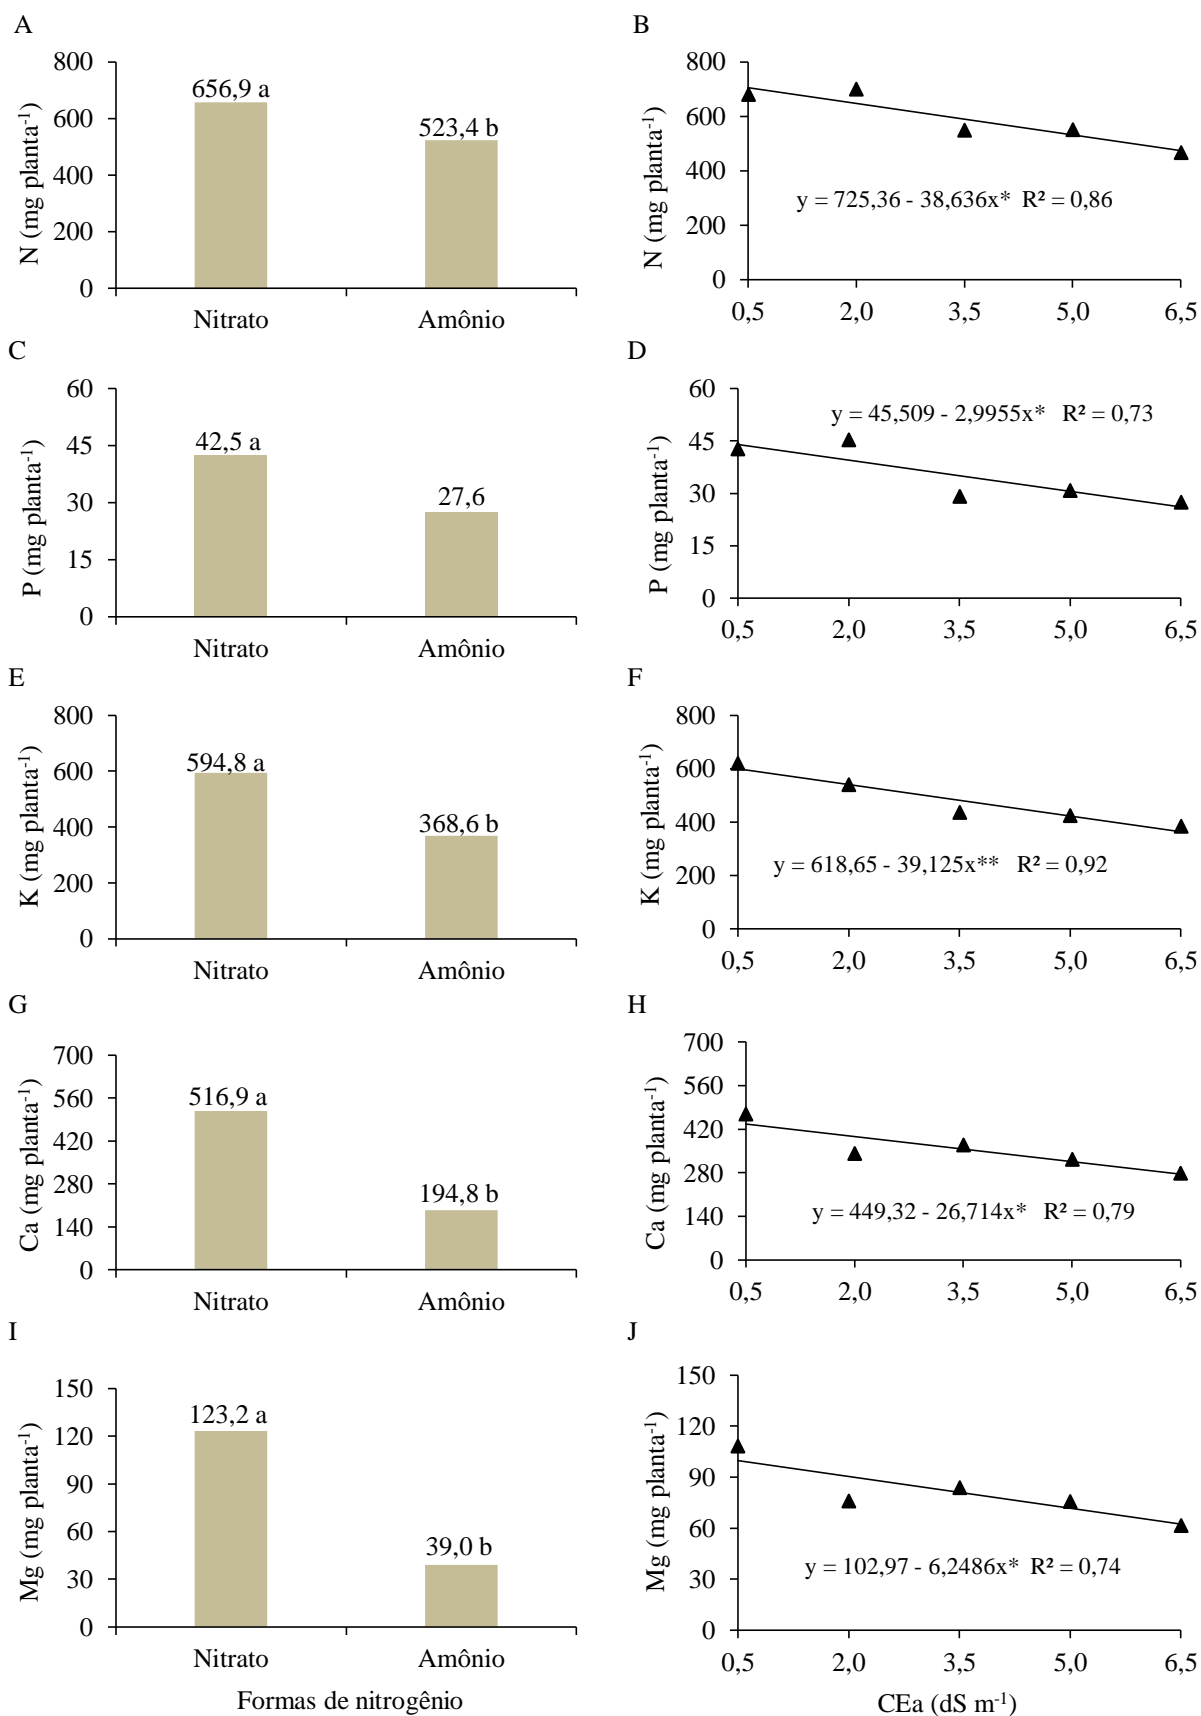 A
N (mg planta-1)
800
600
400
200
0
656,9 a
523,4 b
Nitrato
Amônio
B
N (mg planta-1)
800
600
400
200
0
y = 725,36 - 38,636x* R² = 0,86
0,5 2,0 3,5 5,0 6,5
C
P (mg planta-1)
60
45
30
15
0
42,5 a
27,6
Nitrato
Amônio
D
P (mg planta-1)
60
45
30
15
0
y = 45,509 - 2,9955x* R² = 0,73
0,5 2,0 3,5 5,0 6,5
E
K (mg planta-1)
800
600
400
200
0
594,8 a
368,6 b
Nitrato
Amônio
F
K (mg planta-1)
800
600
400
200
0
y = 618,65 - 39,125x** R² = 0,92
0,5 2,0 3,5 5,0 6,5
G
Ca (mg planta-1)
700
560
420
280
140
0
516,9 a
194,8 b
Nitrato
Amônio
H
Ca (mg planta-1)
700
560
420
280
140
0
y = 449,32 - 26,714x* R² = 0,79
0,5 2,0 3,5 5,0 6,5
I
Mg (mg planta-1)
150
120
90
60
30
0
123,2 a
39,0 b
Nitrato
Amônio
Formas de nitrogênio
J
Mg (mg planta-1)
150
120
90
60
30
0
y = 102,97 - 6,2486x* R² = 0,74
0,5 2,0 3,5 5,0 6,5
CEa (dS m-1)